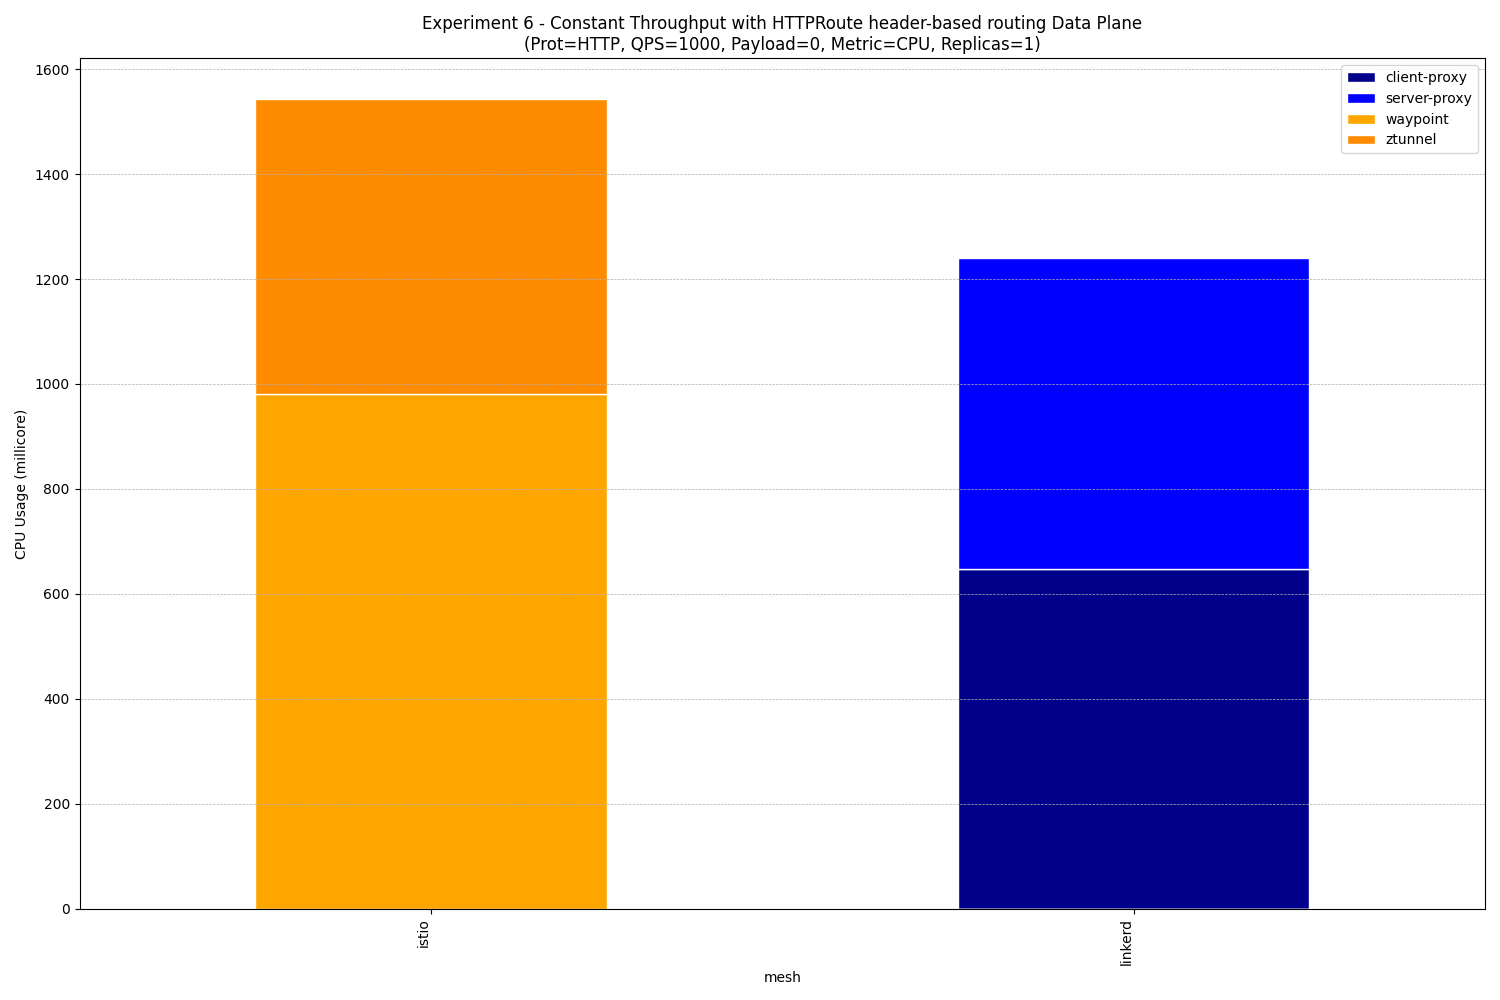 Experiment 6 - Constant Throughput with HTTPRoute header-based routing Data Plane
(Prot=HTTP, QPS=1000, Payload=0, Metric=CPU, Replicas=1)
client-proxy
server-proxy
waypoint
ztunnel
CPU Usage (millicore)
1600
1400
1200
1000
800
600
400
200
0
istio
linkerd
mesh